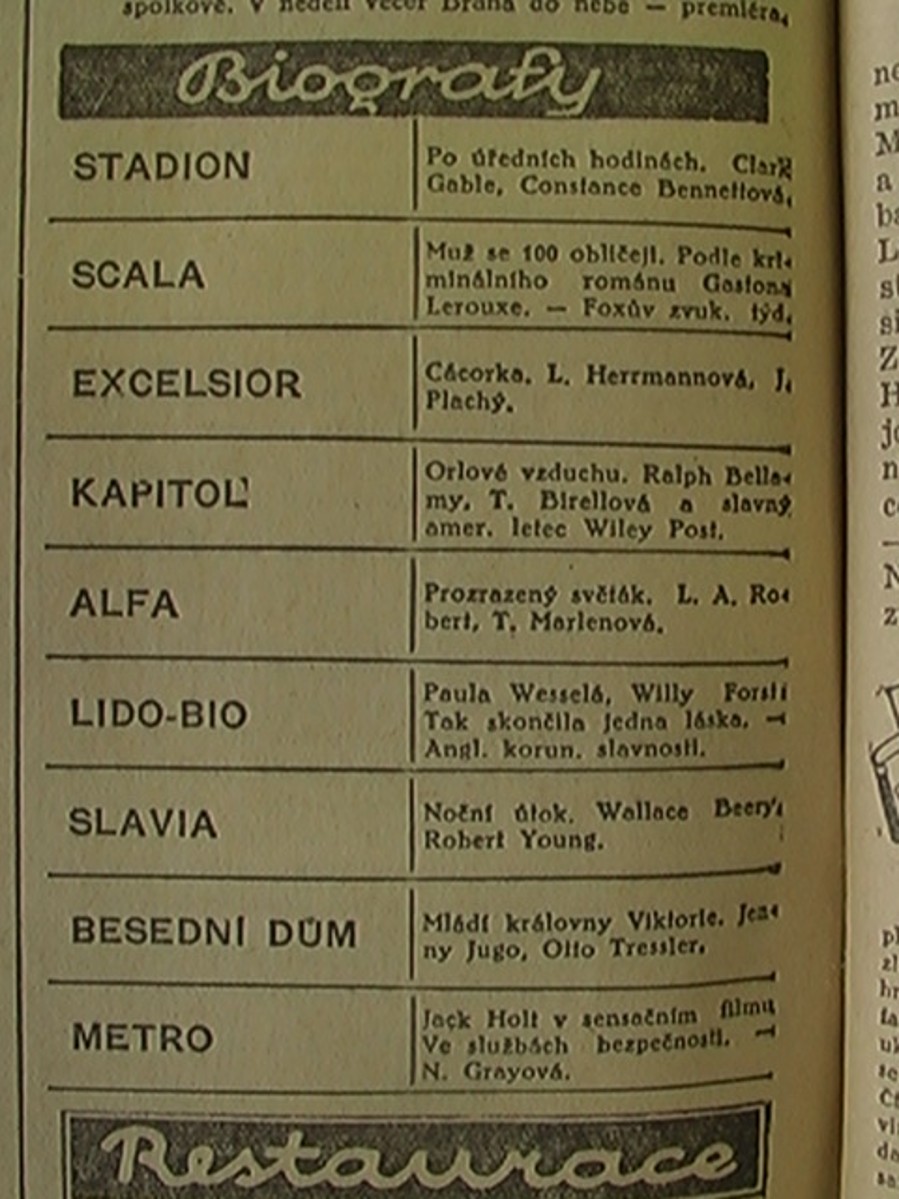 spolkové. V neděli večer Brána do nebe — premiéra.
Biografy
STADION
Po úředních hodinách. Clark
Gable, Constance Bennettová.
SCALA
Muž se 100 obličeji. Podle kri-
minálního románu Gastona
Lerouxe. — Foxův zvuk. týd.
EXCELSIOR
Cácorka. L. Herrmannová, J.
Plachý.
KAPITOL
Orlové vzduchu. Ralph Bella-
my, T. Birellová a slavný
amer. letec Wiley Post.
ALFA
Prozrazený světák. L. A. Ro-
bert, T. Marlenová.
LIDO-BIO
Paula Wesselá, Willy Forst:
Tak skončila jedna láska. —
Angl. korun. slavnosti.
SLAVIA
Noční útok. Wallace Beery,
Robert Young.
BESEDNÍ DŮM
Mládí královny Viktorie. Jen-
ny Jugo, Otto Tressler.
METRO
Jack Holt v sensačním filmu
Ve službách bezpečnosti. —
N. Grayová.
Restaurace